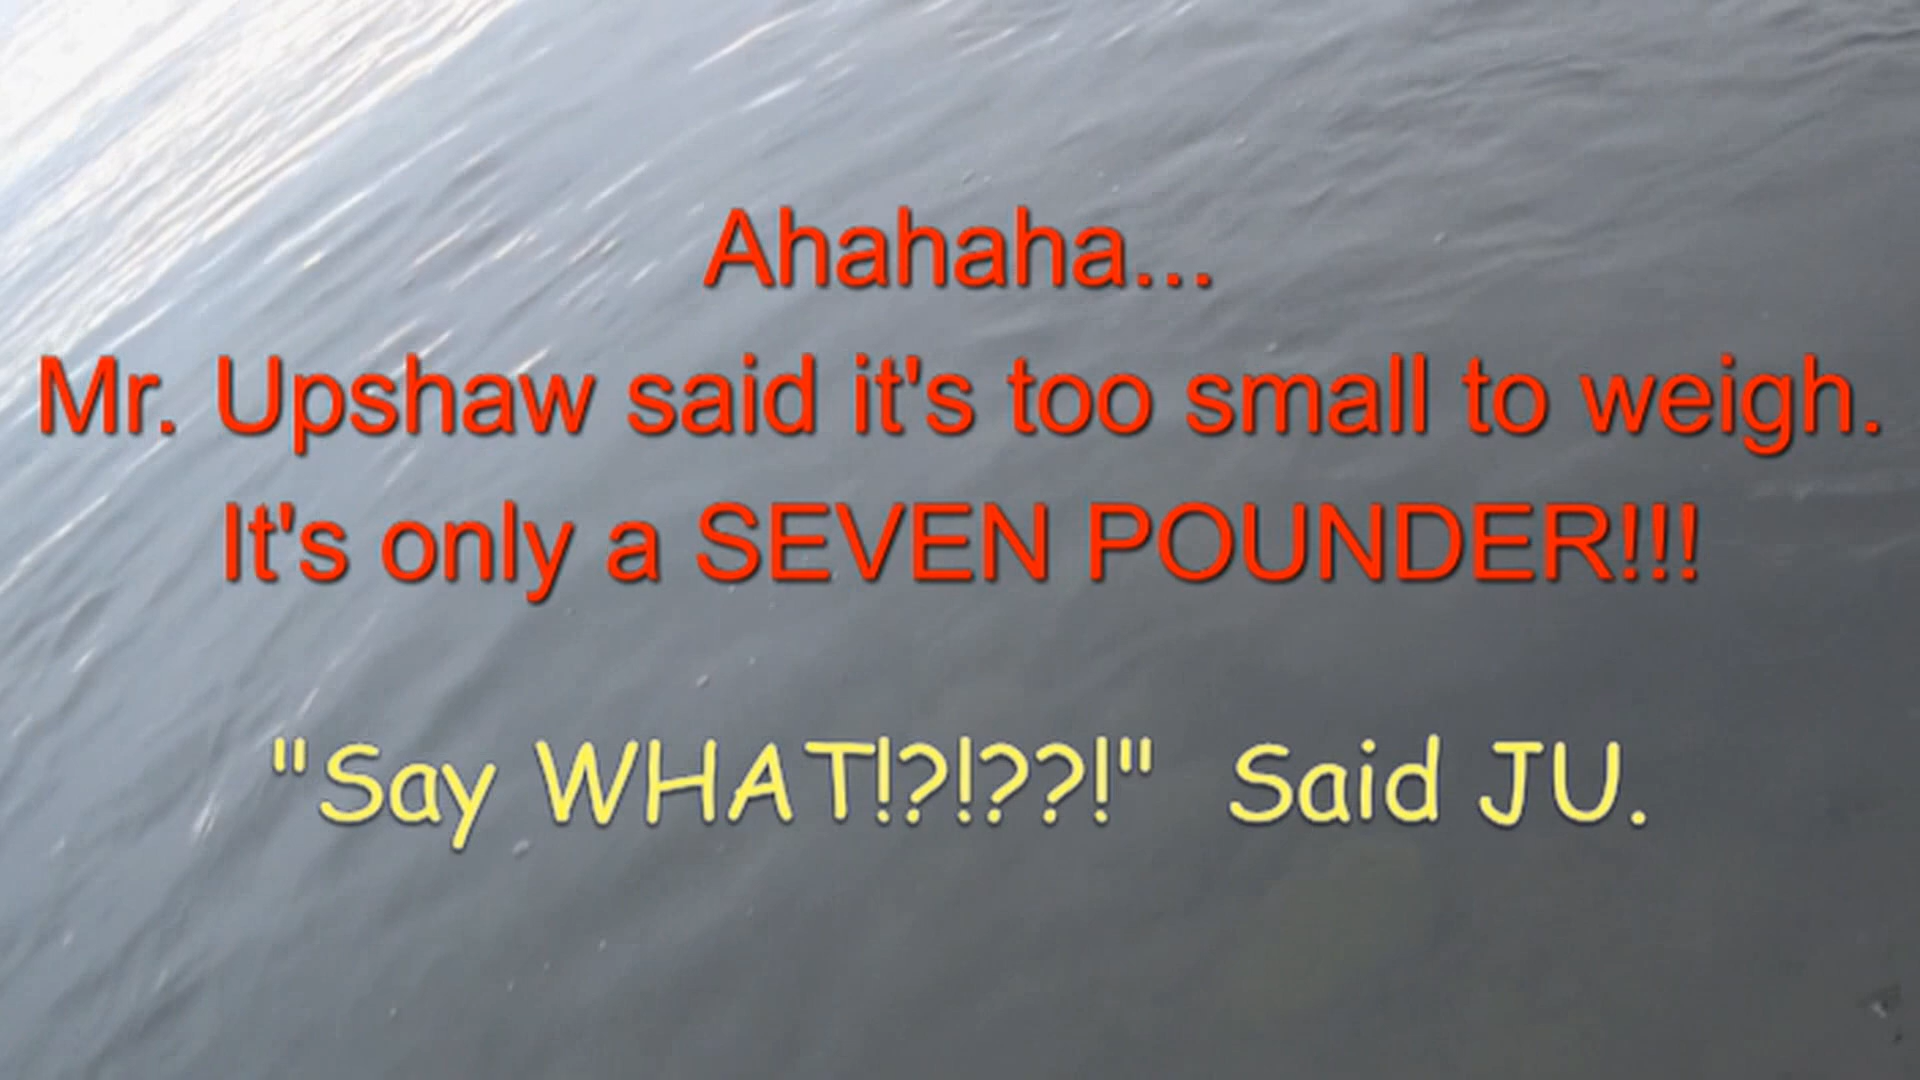 Ahahaha...
Mr. Upshaw said it's too small to weigh.
It's only a SEVEN POUNDER!!!
"Say WHAT!?!??!"  Said JU.